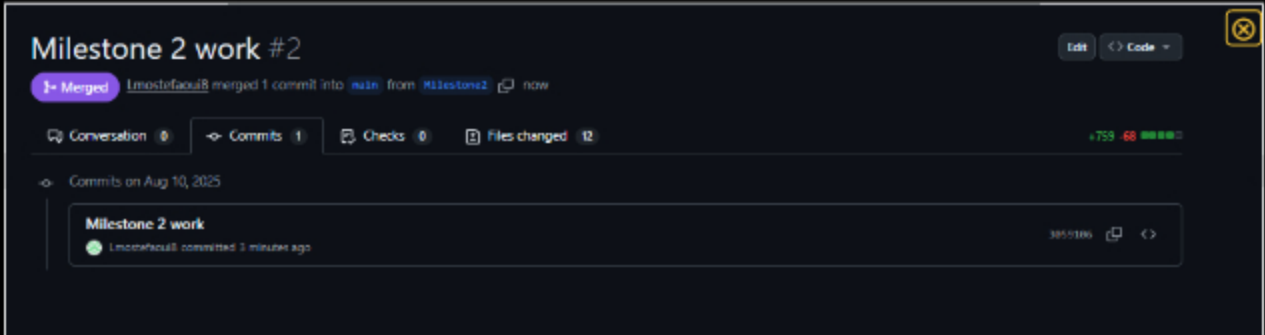 Milestone 2 work #2
Edit
Code
Merged
Lmostefaoui8 merged 1 commit into main from Milestone2 now
Conversation 0 Commits 1 Checks 0 Files changed 12
+759 -68
Commits on Aug 10, 2025
Milestone 2 work
Lmostefaoui8 committed 3 minutes ago